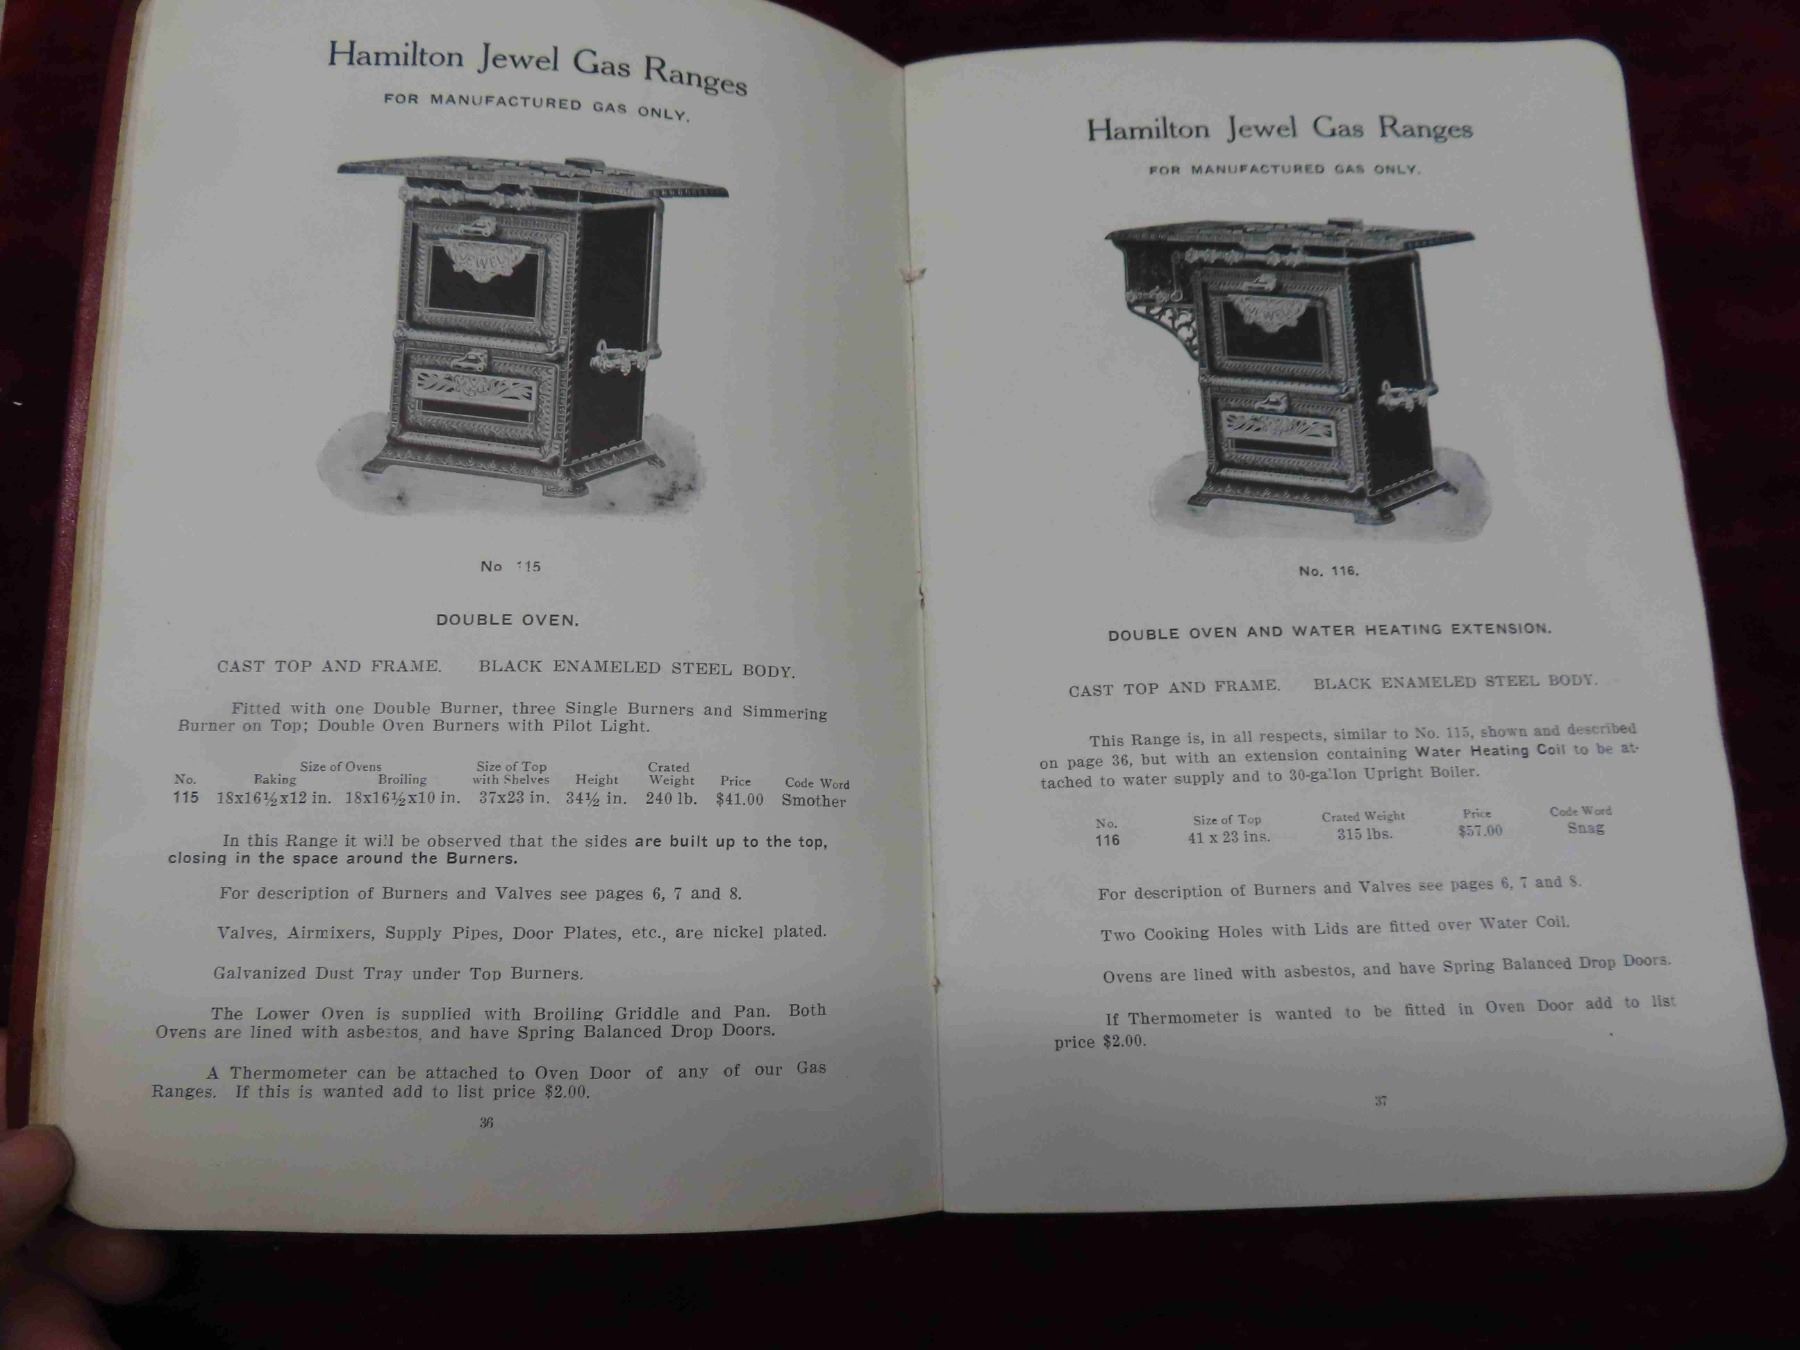 Hamilton Jewel Gas Ranges
FOR MANUFACTURED GAS ONLY.
JEWEL
No 115
DOUBLE OVEN.
CAST TOP AND FRAME. BLACK ENAMELED STEEL BODY.
Fitted with one Double Burner, three Single Burners and Simmering
Burner on Top; Double Oven Burners with Pilot Light.
Size of Ovens Size of Top Crated
No. Baking Broiling with Shelves Height Weight Price Code Word
115 18x16½x12 in. 18x16½x10 in. 37x23 in. 34½ in. 240 lb. $41.00 Smother
In this Range it will be observed that the sides are built up to the top,
closing in the space around the Burners.
For description of Burners and Valves see pages 6, 7 and 8.
Valves, Airmixers, Supply Pipes, Door Plates, etc., are nickel plated.
Galvanized Dust Tray under Top Burners.
The Lower Oven is supplied with Broiling Griddle and Pan. Both
Ovens are lined with asbestos, and have Spring Balanced Drop Doors.
A Thermometer can be attached to Oven Door of any of our Gas
Ranges. If this is wanted add to list price $2.00.
36
Hamilton Jewel Gas Ranges
FOR MANUFACTURED GAS ONLY.
JEWEL
No. 116.
DOUBLE OVEN AND WATER HEATING EXTENSION.
CAST TOP AND FRAME. BLACK ENAMELED STEEL BODY.
This Range is, in all respects, similar to No. 115, shown and described
on page 36, but with an extension containing Water Heating Coil to be at-
tached to water supply and to 30-gallon Upright Boiler.
No. Size of Top Crated Weight Price Code Word
116 41 x 23 ins. 315 lbs. $57.00 Snag
For description of Burners and Valves see pages 6, 7 and 8.
Two Cooking Holes with Lids are fitted over Water Coil.
Ovens are lined with asbestos, and have Spring Balanced Drop Doors.
If Thermometer is wanted to be fitted in Oven Door add to list
price $2.00.
37